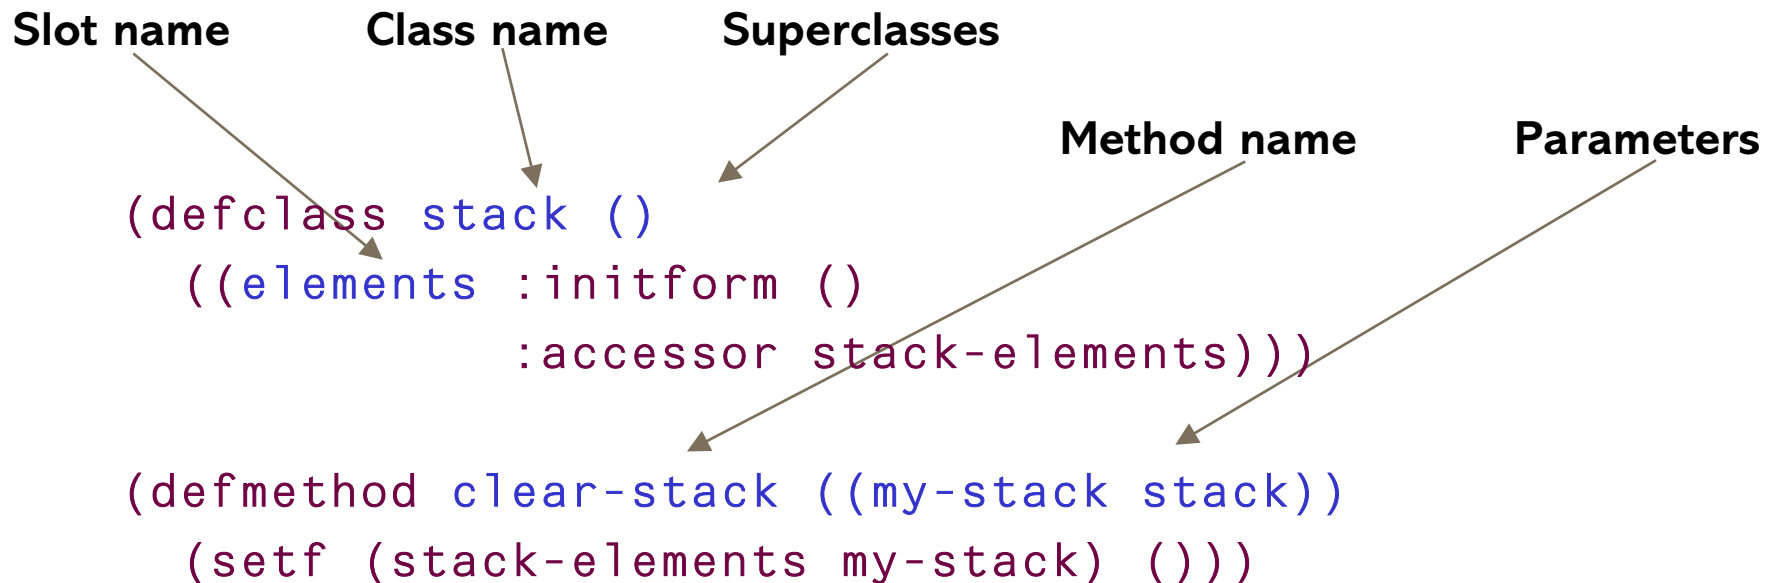 Slot name Class name Superclasses
Method name Parameters
(defclass stack ()
((elements :initform ()
:accessor stack-elements)))
(defmethod clear-stack ((my-stack stack))
(setf (stack-elements my-stack) ()))